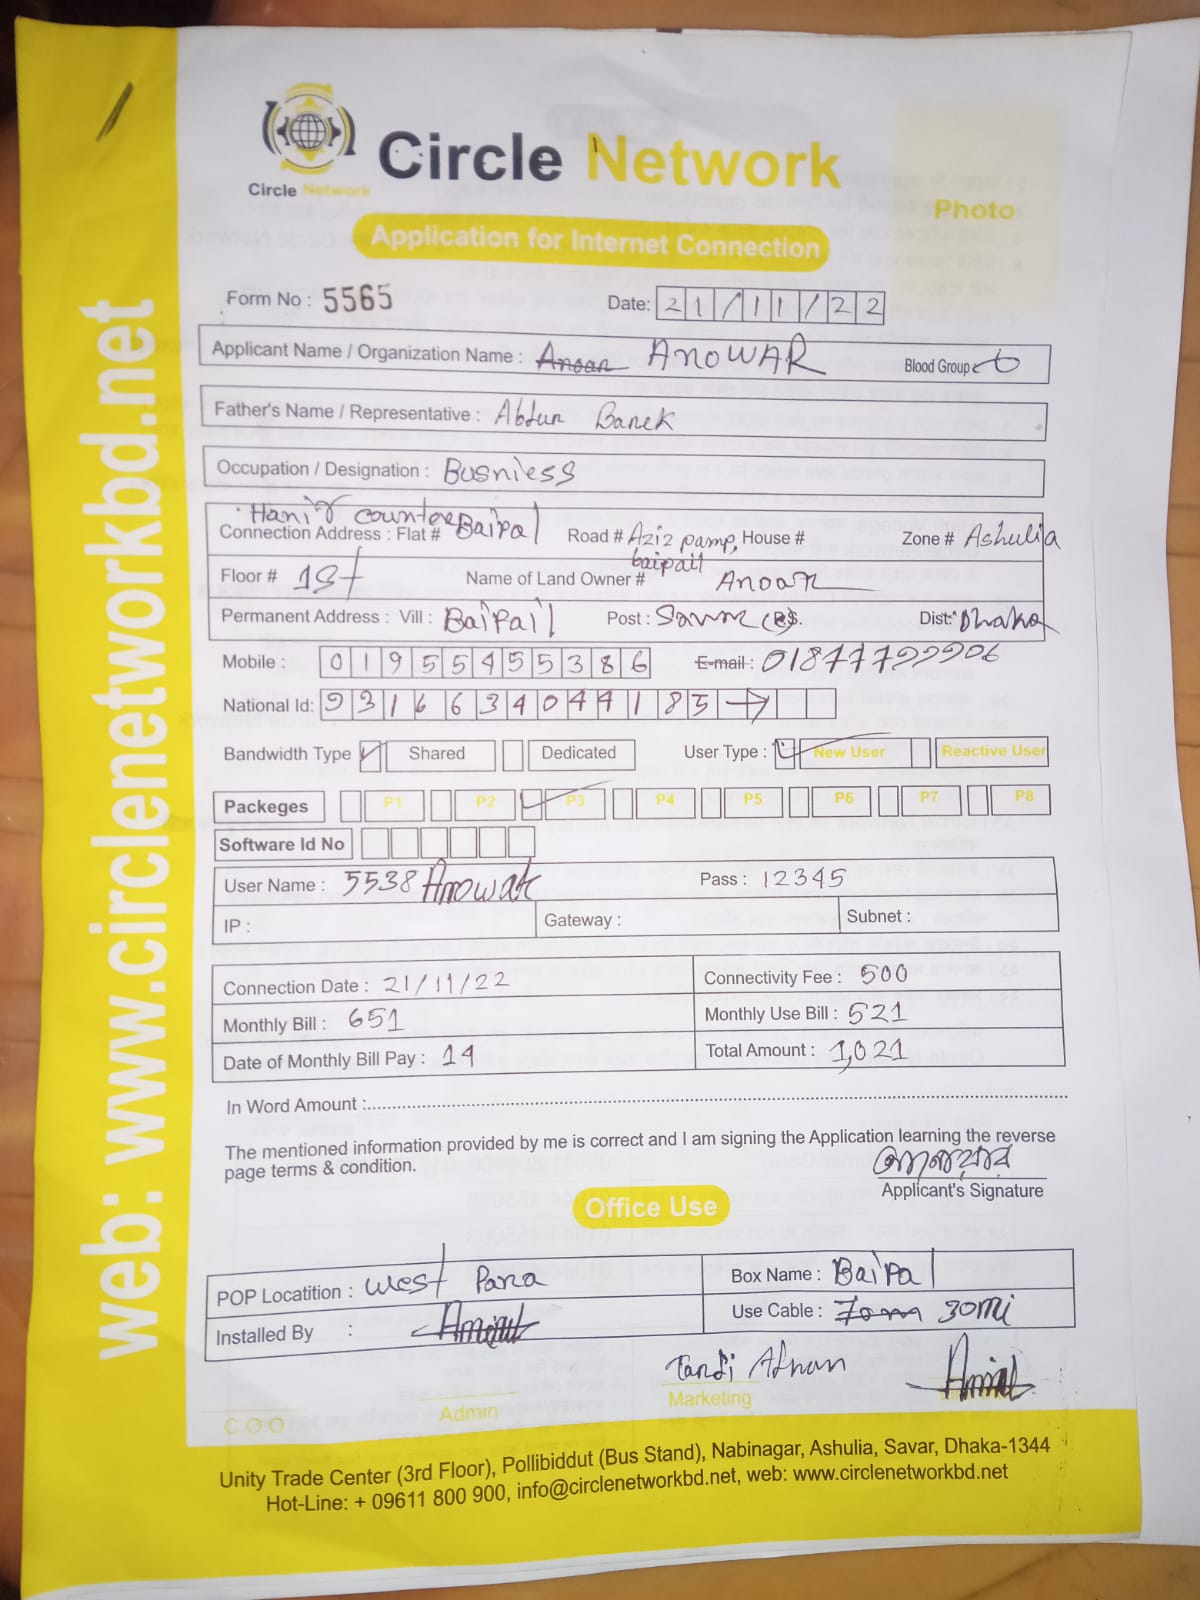 web: www.circlenetworkbd.net
Circle Network
Circle Network
Photo
Application for Internet Connection
Form No : 5565 Date: 21/11/22
Applicant Name / Organization Name : Anoan ANOWAR Blood Group
Father's Name / Representative : Abdur Barek
Occupation / Designation : Busniess
Hanif Counter
Connection Address : Flat # Baipal Road # Aziz pamp, House # Zone # Ashulia
baipail
Floor # 1st Name of Land Owner # Anoar
Permanent Address : Vill : Baipail Post : Savar Dist: Dhaka
Mobile : 01955455386 E-mail : 01877799906
National Id: 9316634044185
Bandwidth Type Shared Dedicated User Type : New User Reactive User
Packeges P1 P2 P3 P4 P5 P6 P7 P8
Software Id No
User Name : 5538 Anowar Pass : 12345
IP : Gateway : Subnet :
Connection Date : 21/11/22 Connectivity Fee : 500
Monthly Bill : 651 Monthly Use Bill : 521
Date of Monthly Bill Pay : 14 Total Amount : 1,021
In Word Amount :
The mentioned information provided by me is correct and I am signing the Application learning the reverse
page terms & condition.
আনোয়ার
Applicant's Signature
Office Use
POP Locatition : West Para Box Name : Baipal
Installed By : Use Cable : 70m 30Mi
Adnan
C O O Admin Marketing
Unity Trade Center (3rd Floor), Pollibiddut (Bus Stand), Nabinagar, Ashulia, Savar, Dhaka-1344
Hot-Line: + 09611 800 900, info@circlenetworkbd.net, web: www.circlenetworkbd.net